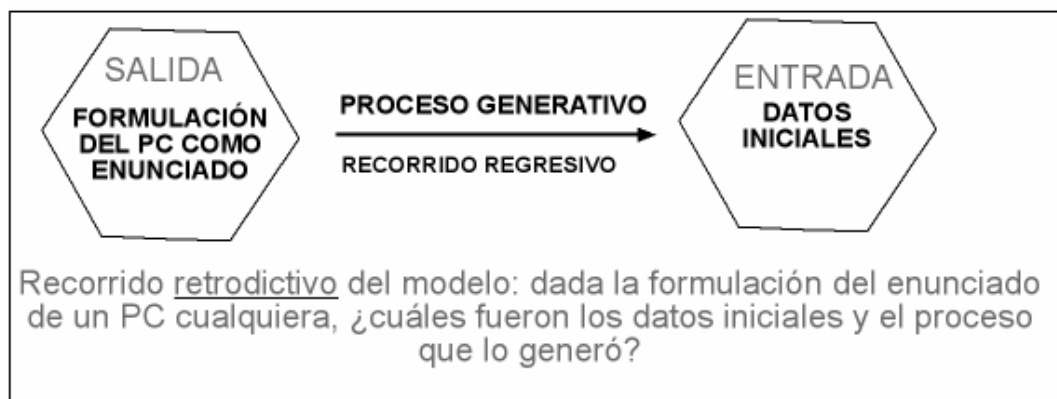 SALIDA
FORMULACIÓN
DEL PC COMO
ENUNCIADO
PROCESO GENERATIVO
RECORRIDO REGRESIVO
ENTRADA
DATOS
INICIALES
Recorrido retrodictivo del modelo: dada la formulación del enunciado
de un PC cualquiera, ¿cuáles fueron los datos iniciales y el proceso
que lo generó?